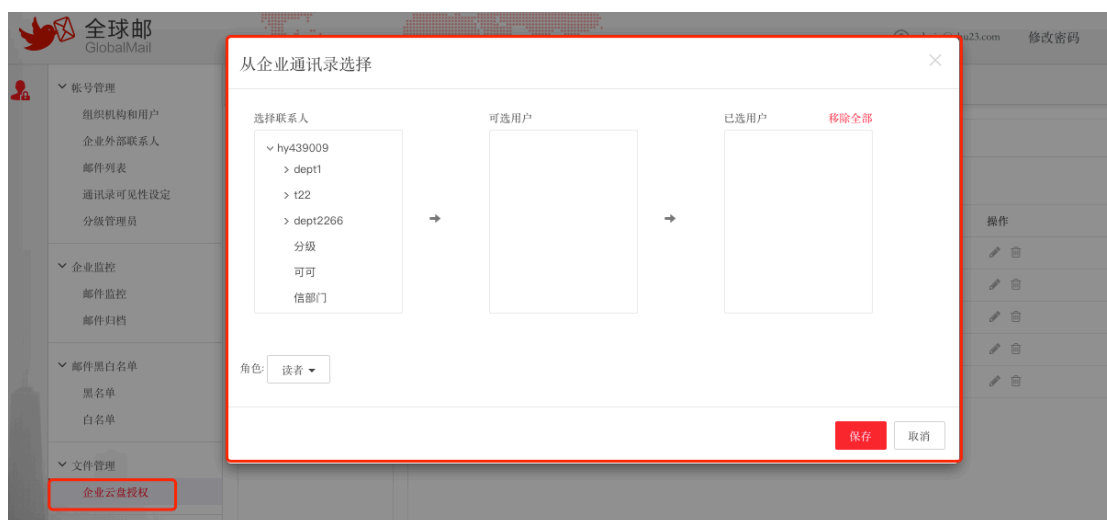 全球邮
GlobalMail
修改密码
帐号管理
组织机构和用户
企业外部联系人
邮件列表
通讯录可见性设定
分级管理员
企业监控
邮件监控
邮件归档
邮件黑白名单
黑名单
白名单
文件管理
企业云盘授权
从企业通讯录选择
选择联系人
hy439009
dept1
t22
dept2266
分级
可可
信部门
可选用户
已选用户 移除全部
角色: 读者
保存 取消
操作